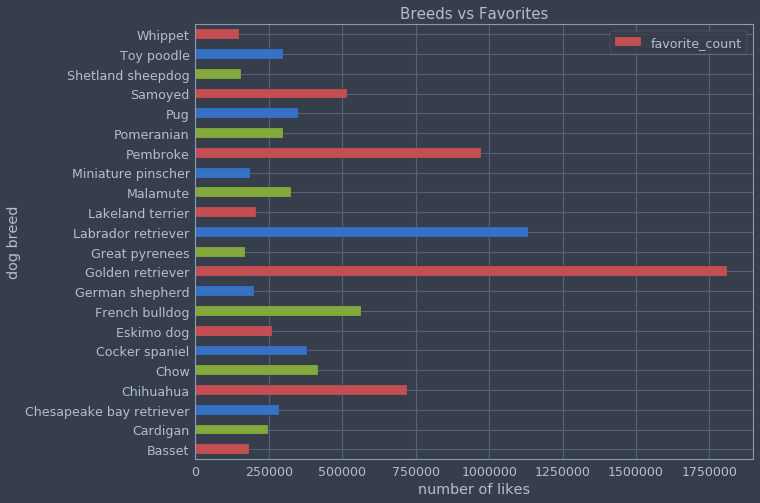 Breeds vs Favorites
favorite_count
dog breed
Whippet
Toy poodle
Shetland sheepdog
Samoyed
Pug
Pomeranian
Pembroke
Miniature pinscher
Malamute
Lakeland terrier
Labrador retriever
Great pyrenees
Golden retriever
German shepherd
French bulldog
Eskimo dog
Cocker spaniel
Chow
Chihuahua
Chesapeake bay retriever
Cardigan
Basset
0 250000 500000 750000 1000000 1250000 1500000 1750000
number of likes